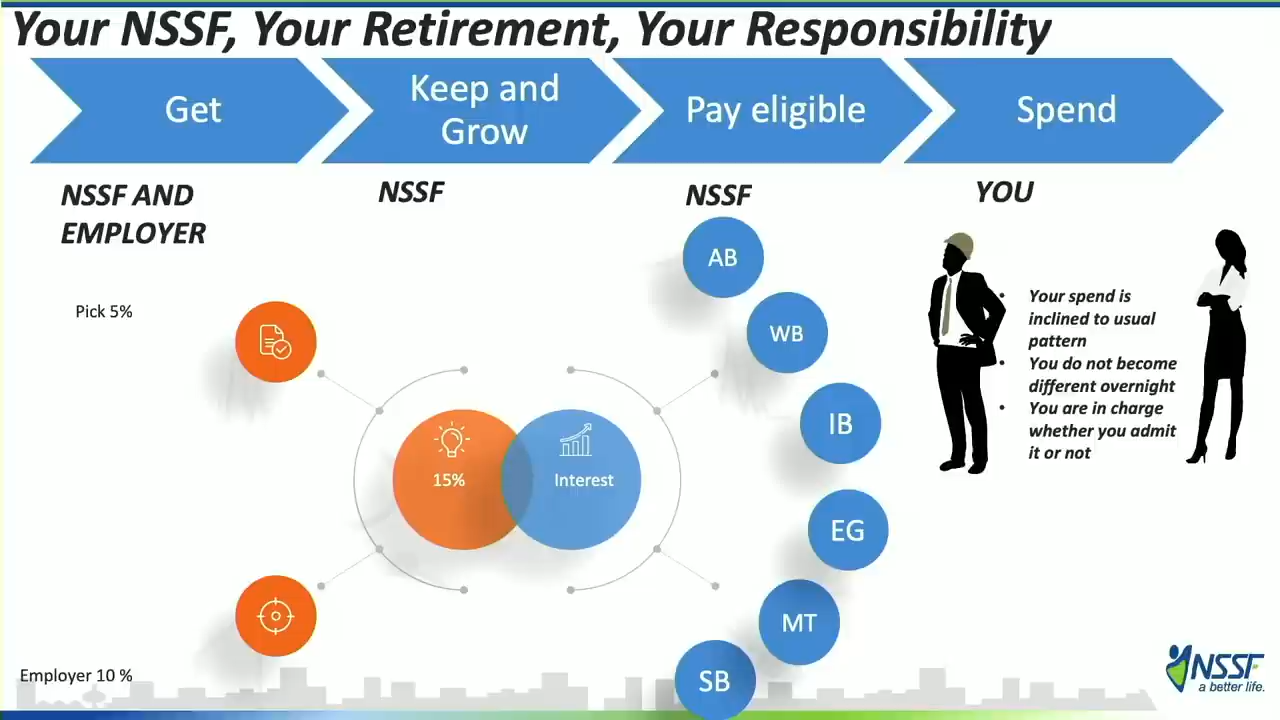 Your NSSF, Your Retirement, Your Responsibility
Get
Keep and
Grow
Pay eligible
Spend
NSSF AND
EMPLOYER
NSSF
NSSF
YOU
Pick 5%
Employer 10 %
15%
Interest
AB
WB
IB
EG
MT
SB
• Your spend is
inclined to usual
pattern
• You do not become
different overnight
• You are in charge
whether you admit
it or not
NSSF
a better life.